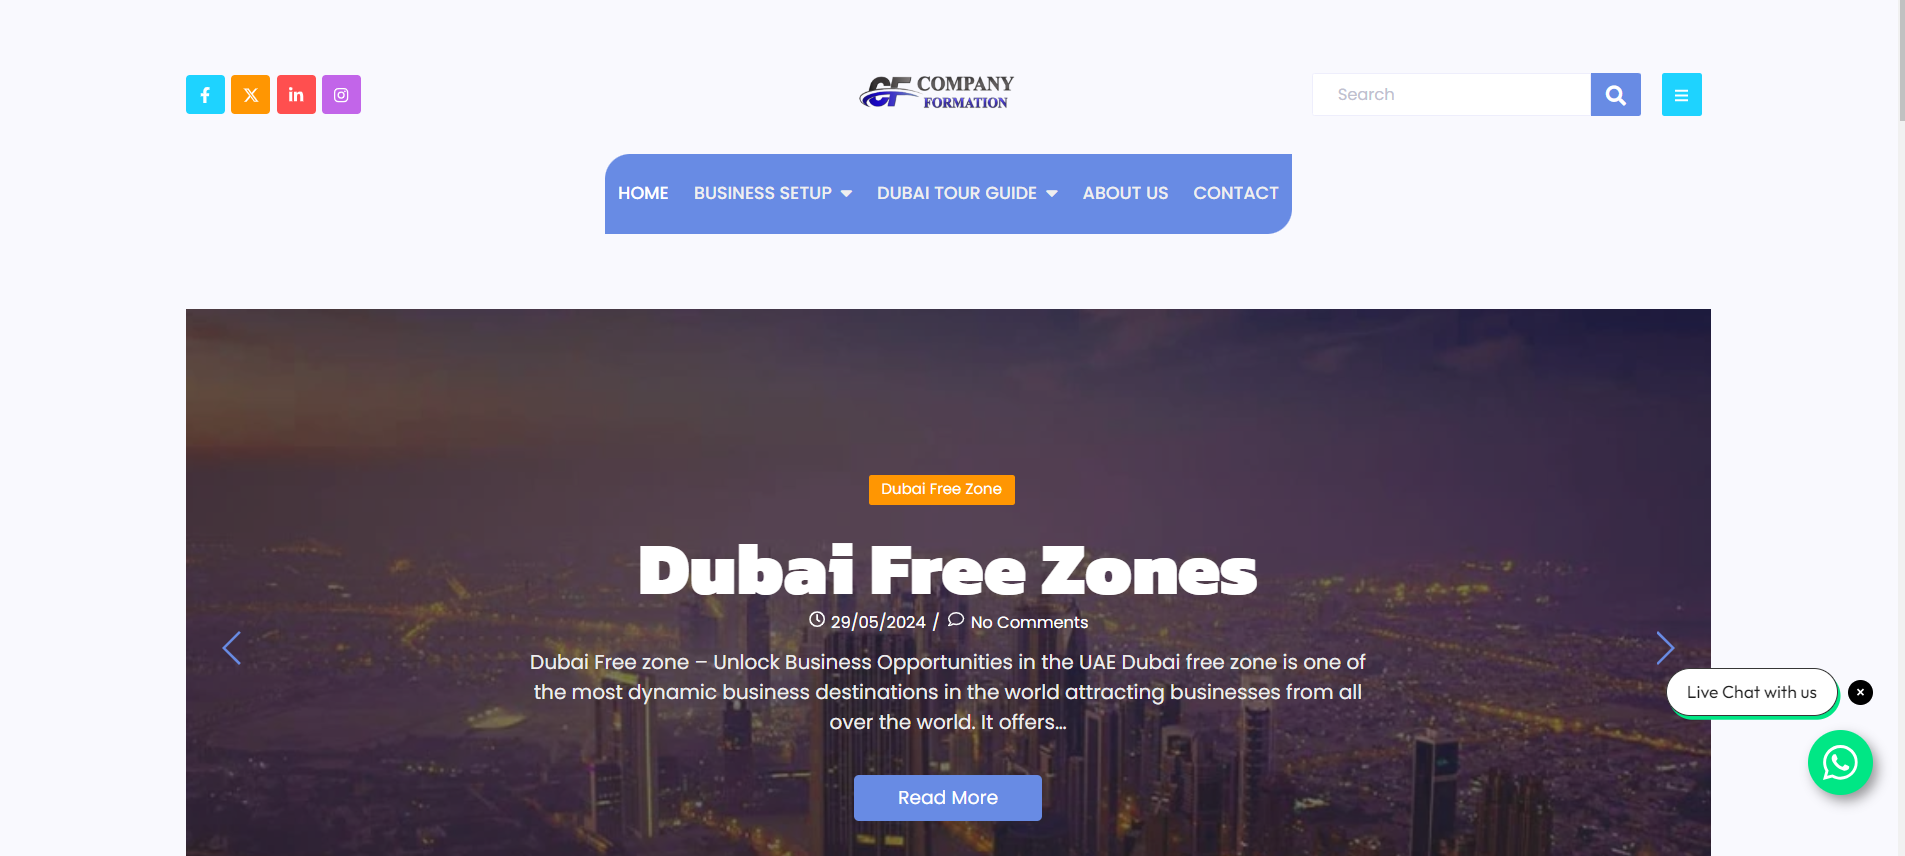 CF COMPANY
FORMATION
Search
HOME BUSINESS SETUP DUBAI TOUR GUIDE ABOUT US CONTACT
Dubai Free Zone
Dubai Free Zones
29/05/2024 / No Comments
Dubai Free zone – Unlock Business Opportunities in the UAE Dubai free zone is one of
the most dynamic business destinations in the world attracting businesses from all
over the world. It offers...
Live Chat with us
Read More